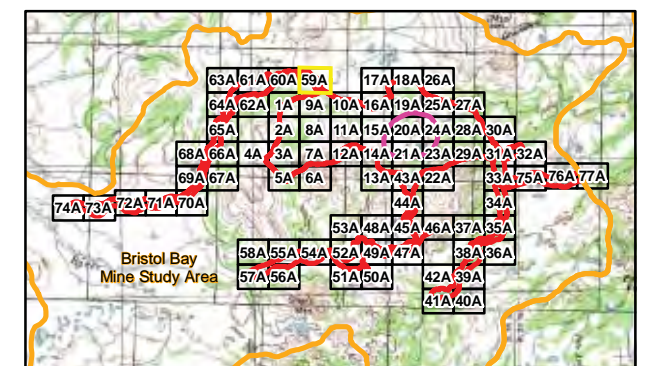 63A 61A 60A 59A 17A 18A 26A
64A 62A 1A 9A 10A 16A 19A 25A 27A
65A 2A 8A 11A 15A 20A 24A 28A 30A
68A 66A 4A 3A 7A 12A 14A 21A 23A 29A 31A 32A
69A 67A 5A 6A 13A 43A 22A 33A 75A 76A 77A
74A 73A 72A 71A 70A 44A 34A
53A 48A 45A 46A 37A 35A
58A 55A 54A 52A 49A 47A 38A 36A
Bristol Bay
Mine Study Area
57A 56A 51A 50A 42A 39A
41A 40A